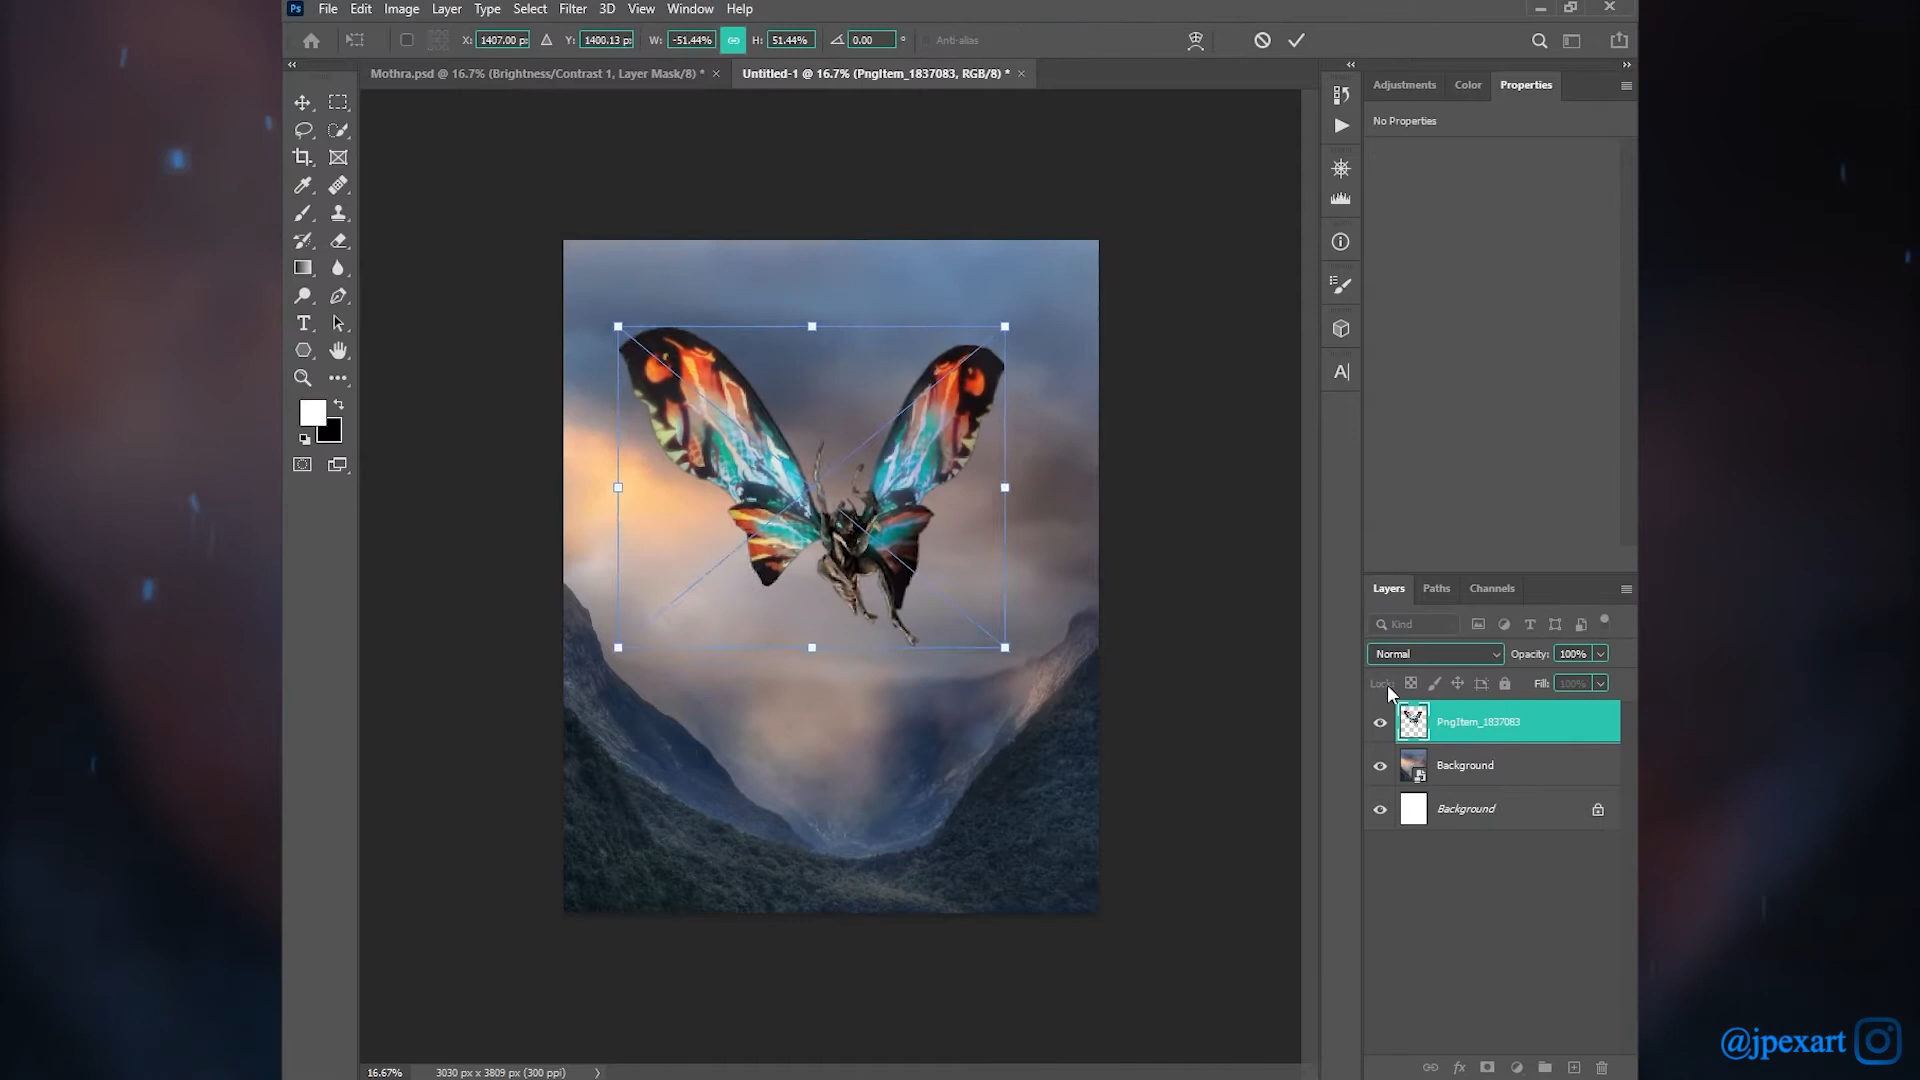 Ps File Edit Image Layer Type Select Filter 3D View Window Help
X: 1407.00 p: Y: 1400.13 p: W: -51.44% H: 51.44% 0.00 ° Anti-alias
Mothra.psd @ 16.7% (Brightness/Contrast 1, Layer Mask/8) * × Untitled-1 @ 16.7% (PngItem_1837083, RGB/8) * ×
Adjustments Color Properties
No Properties
Layers Paths Channels
Kind
Normal Opacity: 100%
Lock: Fill: 100%
PngItem_1837083
Background
Background
16.67% 3030 px x 3809 px (300 ppi)
@jpexart